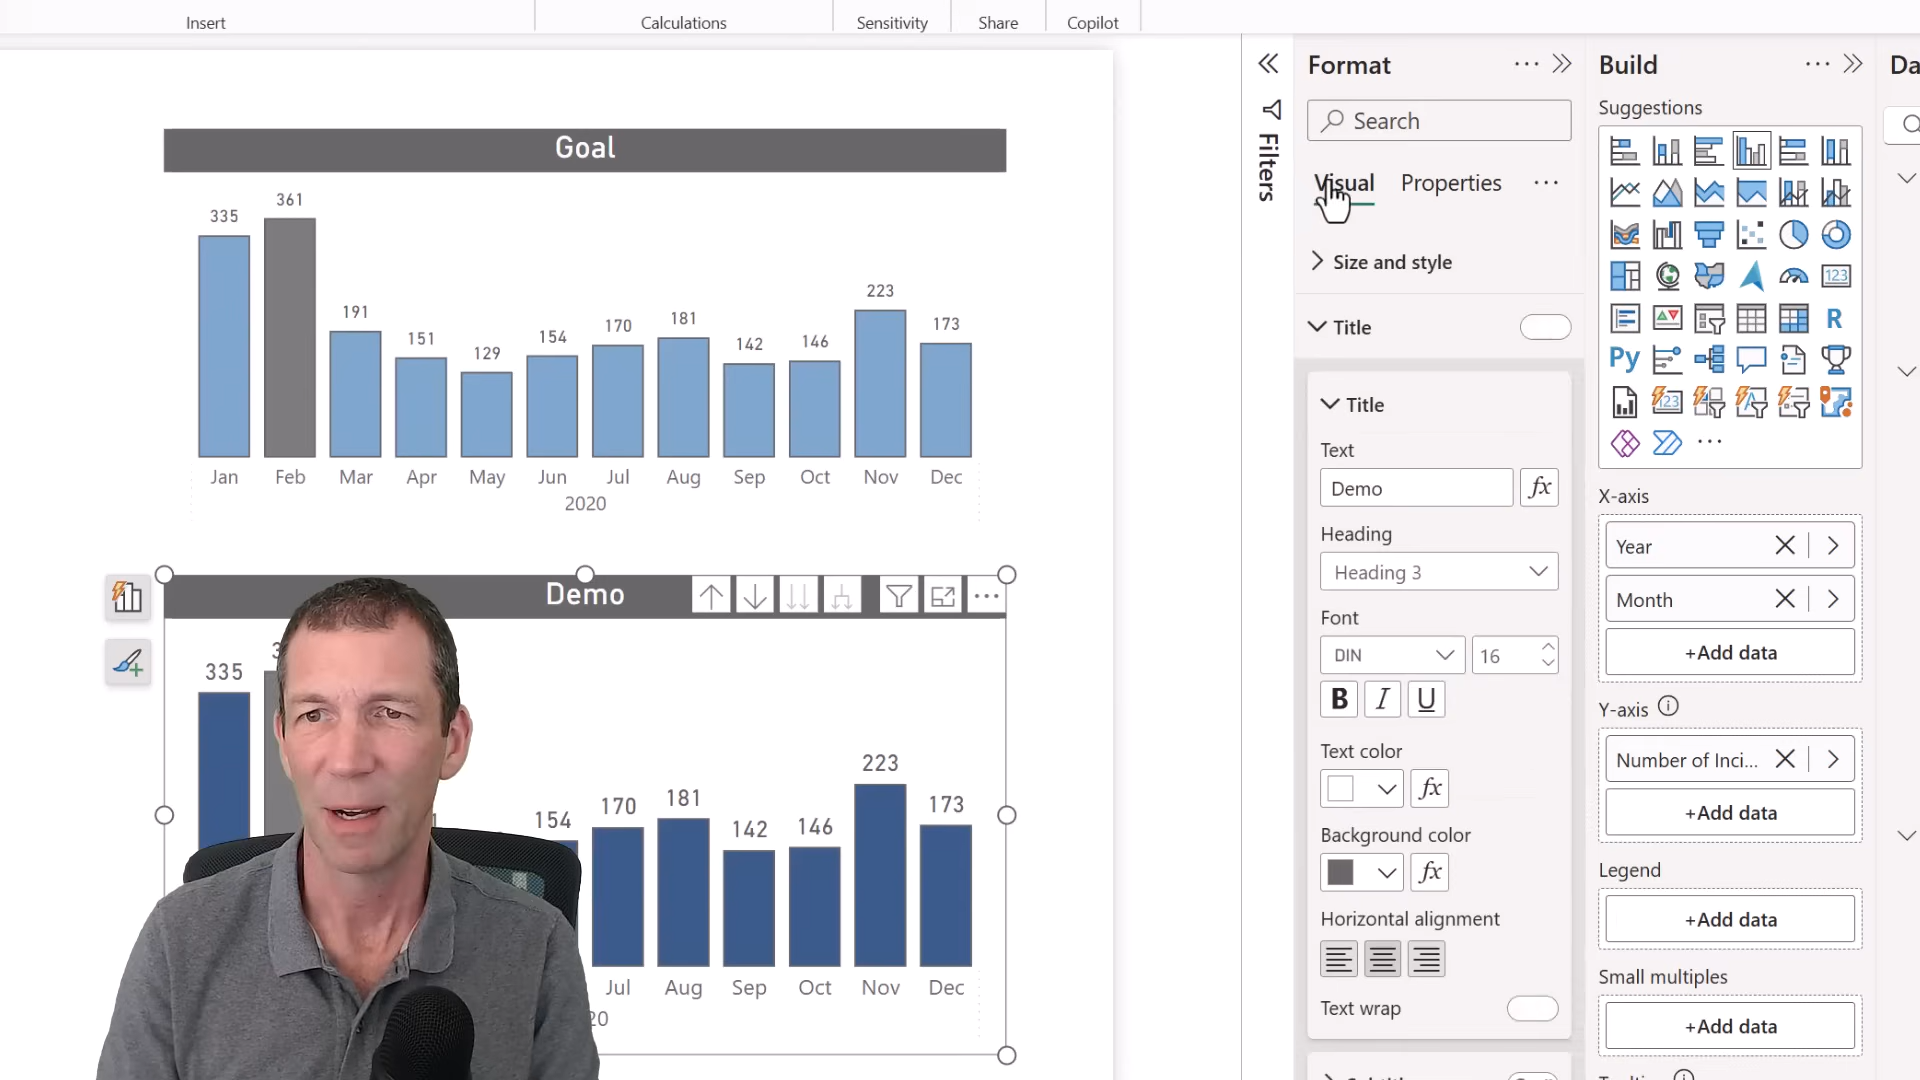 Insert
Calculations
Sensitivity
Share
Copilot
Goal
335
361
191
151
129
154
170
181
142
146
223
173
Jan Feb Mar Apr May Jun Jul Aug Sep Oct Nov Dec
2020
Demo
335
3
154
170
181
142
146
223
173
Jul Aug Sep Oct Nov Dec
20
Filters
Format
Search
Visual Properties
Size and style
Title
Title
Text
Demo
fx
Heading
Heading 3
Font
DIN
16
B I U
Text color
fx
Background color
fx
Horizontal alignment
Text wrap
Build
Suggestions
123
R
Py
123
X-axis
Year
Month
+Add data
Y-axis
Number of Inci...
+Add data
Legend
+Add data
Small multiples
+Add data
Da